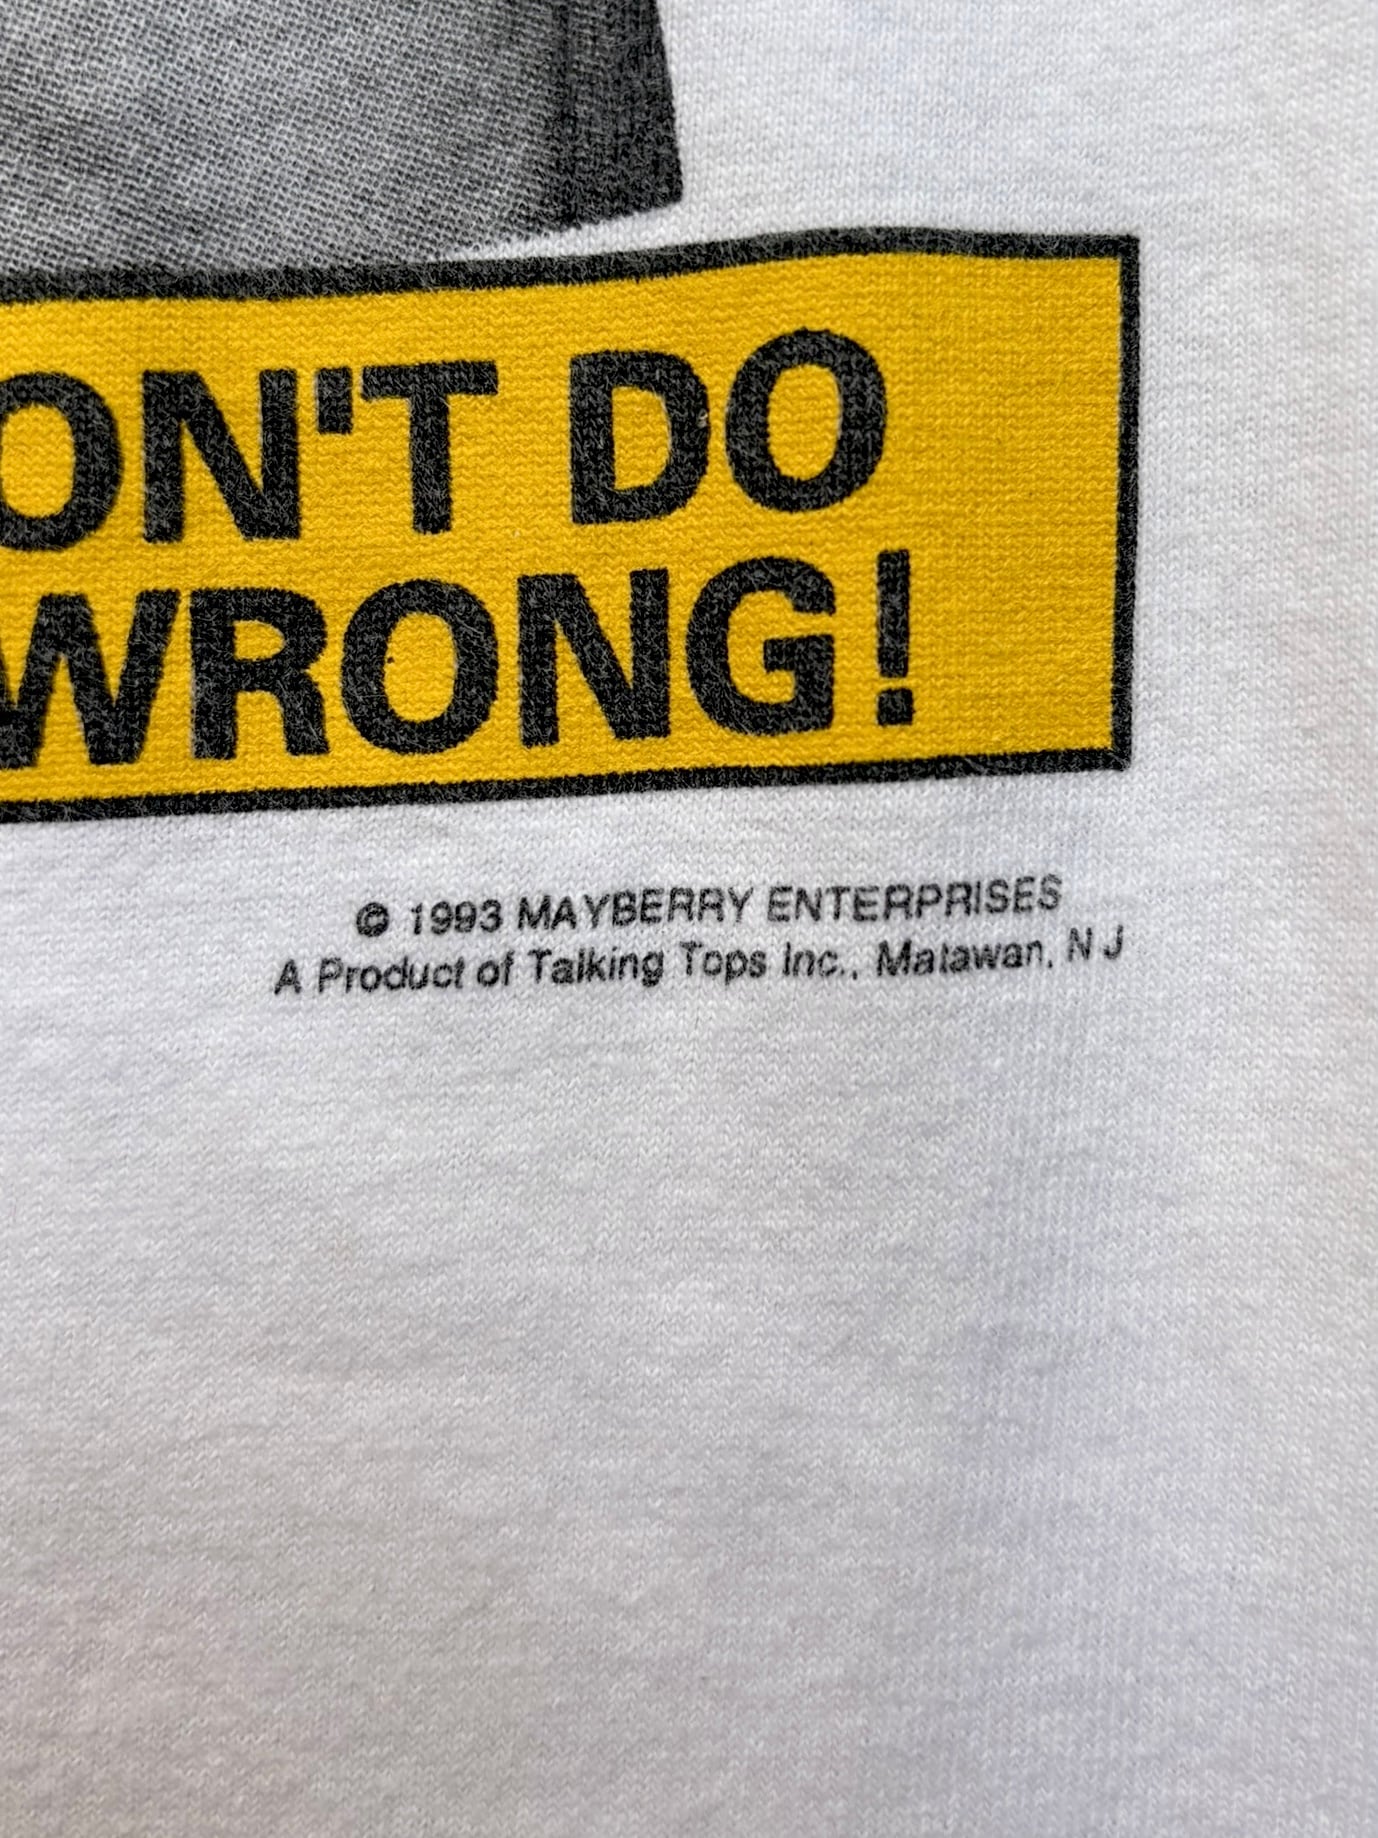 ON'T DO
WRONG!
© 1993 MAYBERRY ENTERPRISES
A Product of Talking Tops Inc., Matawan, N J